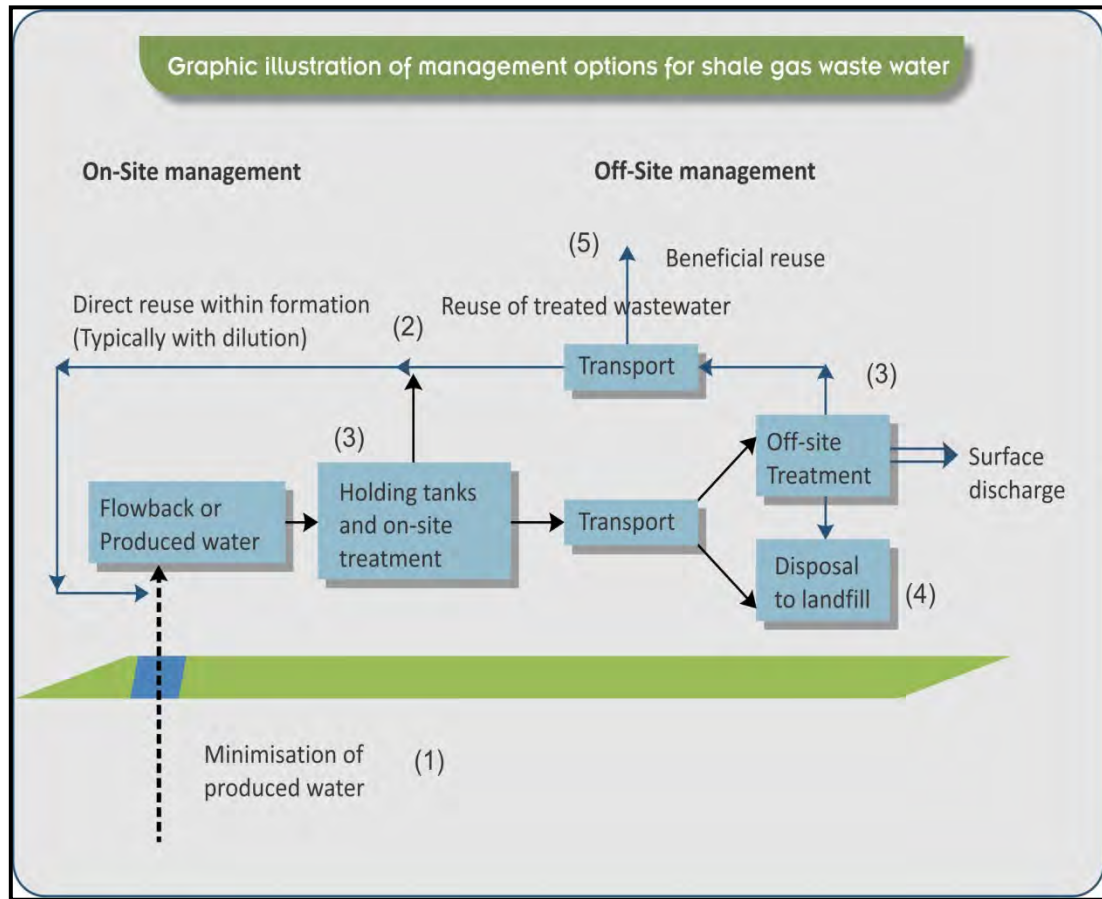 Graphic illustration of management options for shale gas waste water
On-Site management
Off-Site management
(5)
Beneficial reuse
Direct reuse within formation
(Typically with dilution)
(2)
Reuse of treated wastewater
Transport
(3)
(3)
Off-site
Treatment
Surface
discharge
Flowback or
Produced water
Holding tanks
and on-site
treatment
Transport
Disposal
to landfill
(4)
Minimisation of
produced water
(1)